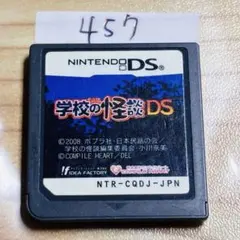 457
NINTENDO DS
学校の怪談DS
©2008 ポプラ社・日本民話の会
学校の怪談編集委員会・小川京美
©COMPILE HEART/DEL
IDEA FACTORY
NTR-CQDJ-JPN